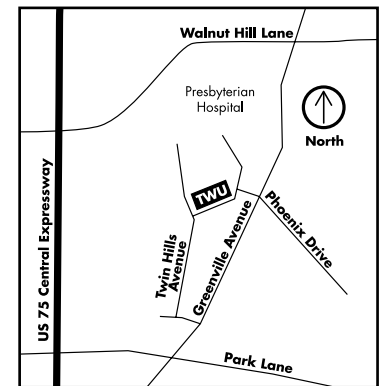 Walnut Hill Lane
Presbyterian
Hospital
North
TWU
Phoenix Drive
Greenville Avenue
Twin Hills
Avenue
US 75 Central Expressway
Park Lane